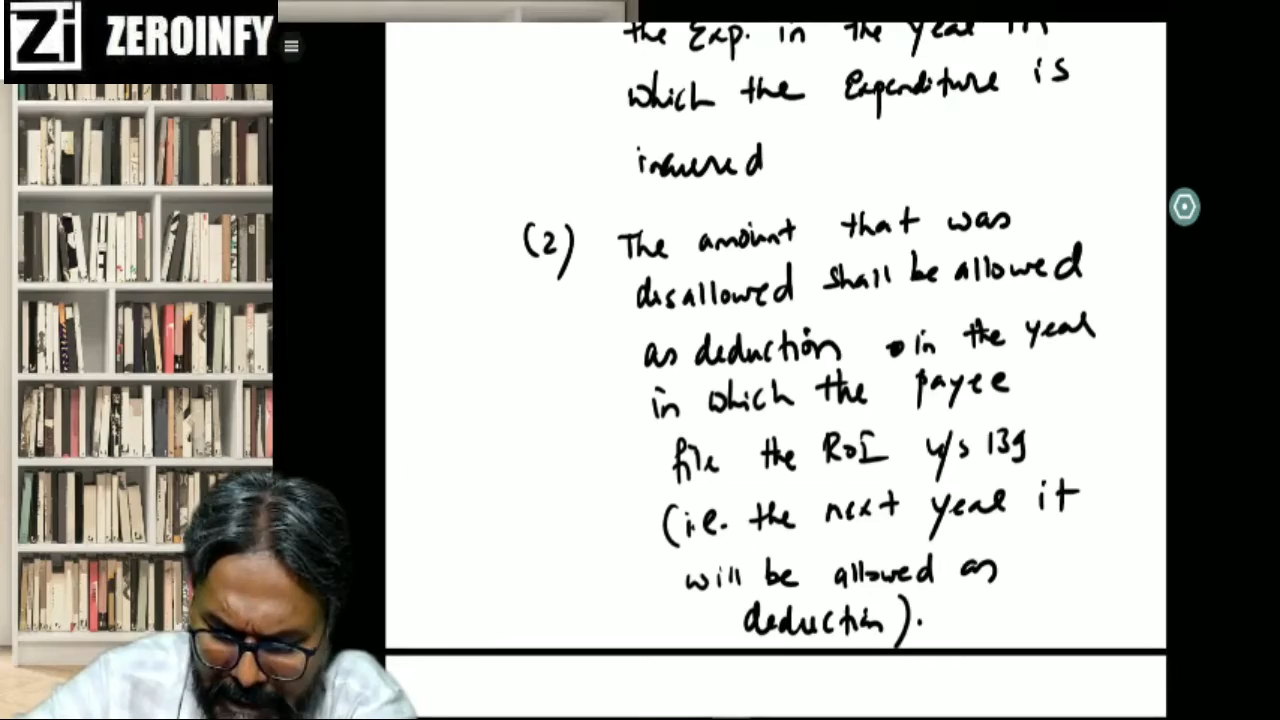 Zi ZEROINFY
the Exp. in the year in
which the Expenditure is
incurred
(2) The amount that was
disallowed shall be allowed
as deduction in the year
in which the payee
file the RoI u/s 139
(i.e. the next year it
will be allowed as
deduction).